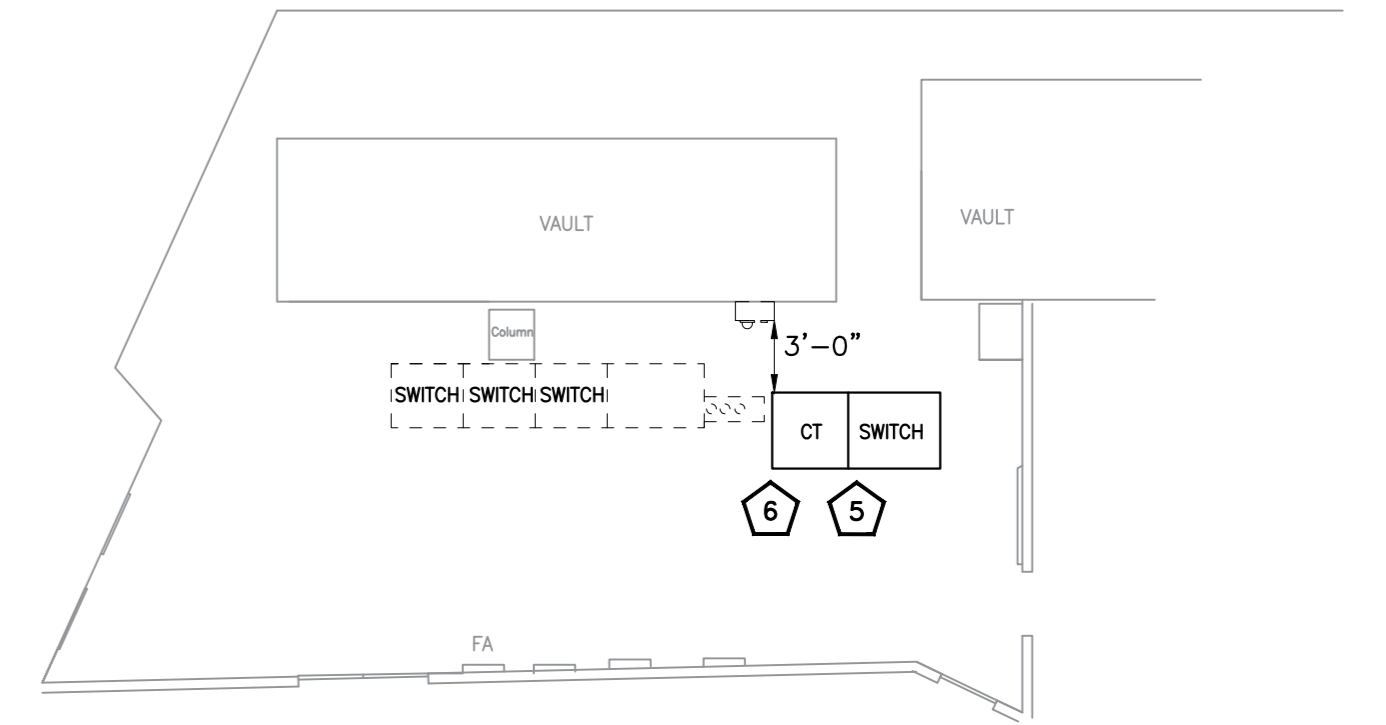 VAULT
VAULT
Column
3’-0”
SWITCH SWITCH SWITCH
CT SWITCH
6 5
FA